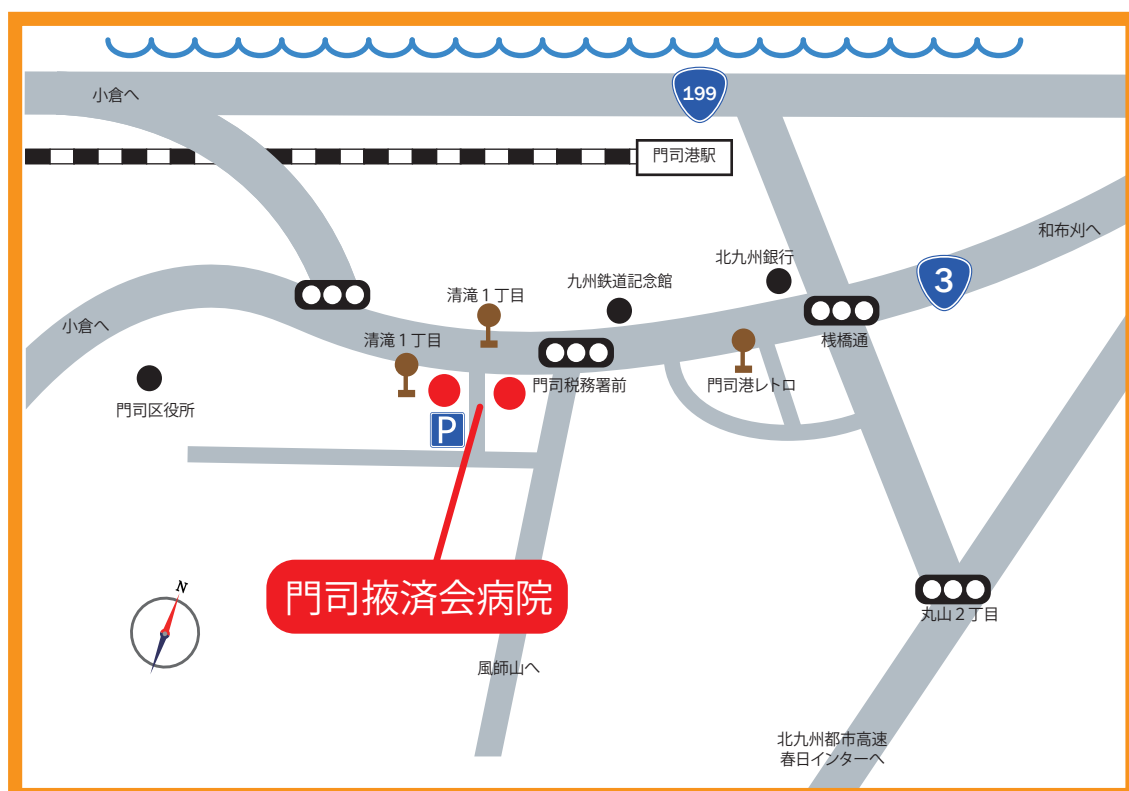 小倉へ
199
門司港駅
和布刈へ
北九州銀行
九州鉄道記念館
3
清滝1丁目
小倉へ
清滝1丁目
桟橋通
門司税務署前
門司港レトロ
門司区役所
P
門司掖済会病院
N
丸山2丁目
風師山へ
北九州都市高速
春日インターへ